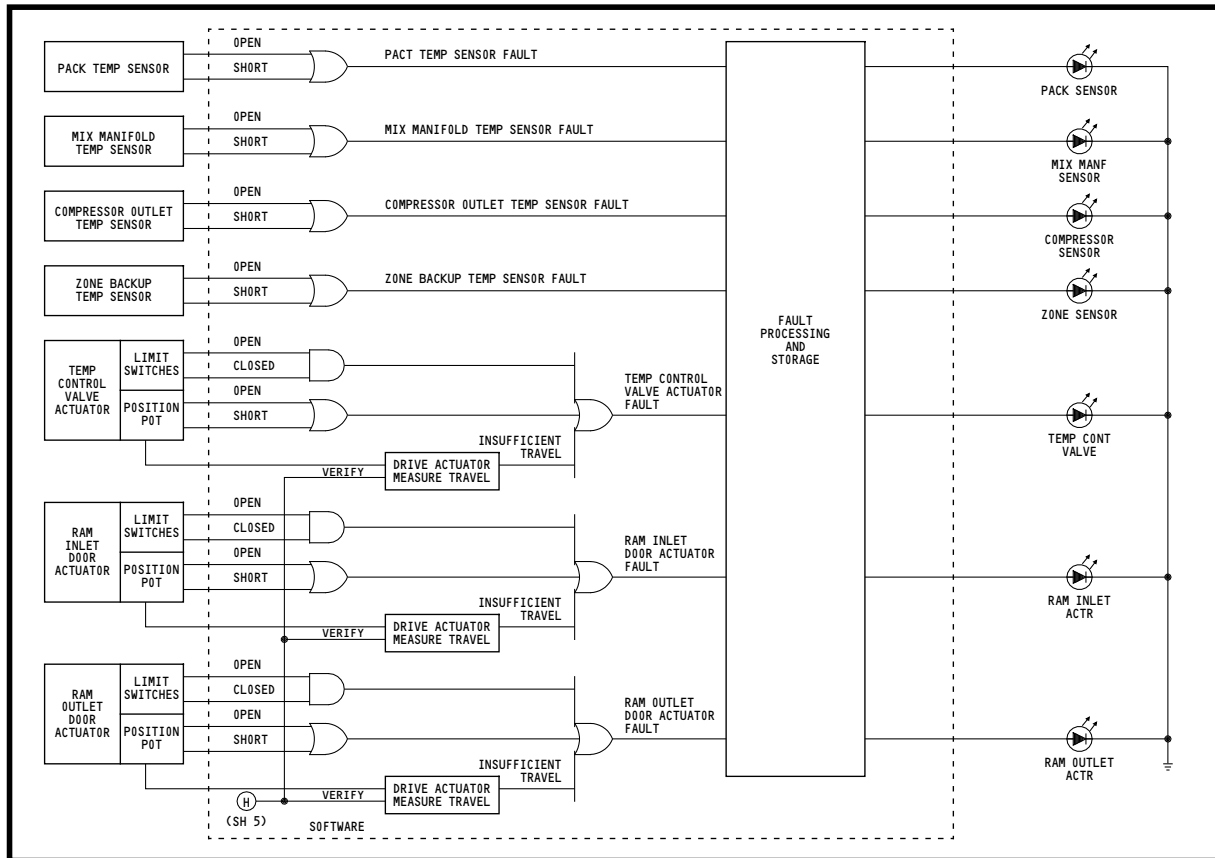 PACK TEMP SENSOR
OPEN
SHORT
PACT TEMP SENSOR FAULT
PACK SENSOR
MIX MANIFOLD
TEMP SENSOR
OPEN
SHORT
MIX MANIFOLD TEMP SENSOR FAULT
MIX MANF
SENSOR
COMPRESSOR OUTLET
TEMP SENSOR
OPEN
SHORT
COMPRESSOR OUTLET TEMP SENSOR FAULT
COMPRESSOR
SENSOR
ZONE BACKUP
TEMP SENSOR
OPEN
SHORT
ZONE BACKUP TEMP SENSOR FAULT
ZONE SENSOR
FAULT
PROCESSING
AND
STORAGE
TEMP
CONTROL
VALVE
ACTUATOR
LIMIT
SWITCHES
POSITION
POT
OPEN
CLOSED
OPEN
SHORT
VERIFY
DRIVE ACTUATOR
MEASURE TRAVEL
INSUFFICIENT
TRAVEL
TEMP CONTROL
VALVE ACTUATOR
FAULT
TEMP CONT
VALVE
RAM
INLET
DOOR
ACTUATOR
LIMIT
SWITCHES
POSITION
POT
OPEN
CLOSED
OPEN
SHORT
VERIFY
DRIVE ACTUATOR
MEASURE TRAVEL
INSUFFICIENT
TRAVEL
RAM INLET
DOOR ACTUATOR
FAULT
RAM INLET
ACTR
RAM
OUTLET
DOOR
ACTUATOR
LIMIT
SWITCHES
POSITION
POT
OPEN
CLOSED
OPEN
SHORT
VERIFY
DRIVE ACTUATOR
MEASURE TRAVEL
INSUFFICIENT
TRAVEL
RAM OUTLET
DOOR ACTUATOR
FAULT
RAM OUTLET
ACTR
H
(SH 5)
SOFTWARE